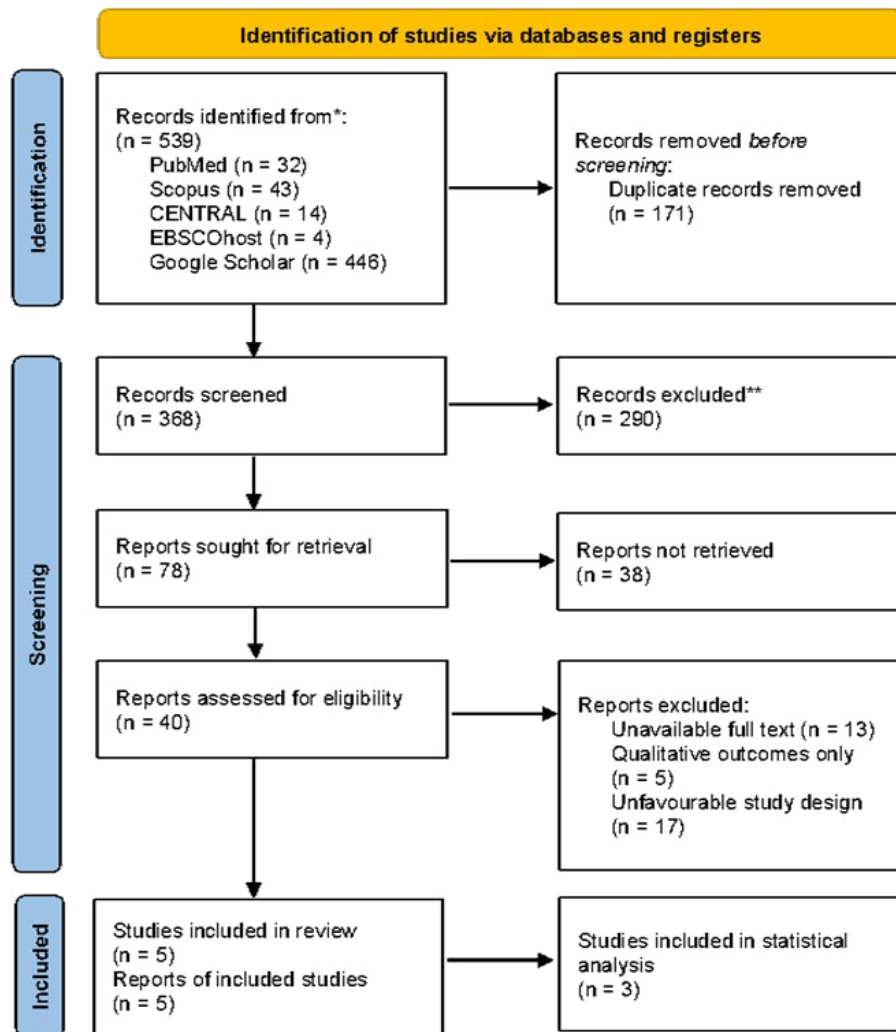 Identification of studies via databases and registers
Identification
Records identified from*:
(n = 539)
PubMed (n = 32)
Scopus (n = 43)
CENTRAL (n = 14)
EBSCOhost (n = 4)
Google Scholar (n = 446)
Records removed before
screening:
Duplicate records removed
(n = 171)
Screening
Records screened
(n = 368)
Records excluded**
(n = 290)
Reports sought for retrieval
(n = 78)
Reports not retrieved
(n = 38)
Reports assessed for eligibility
(n = 40)
Reports excluded:
Unavailable full text (n = 13)
Qualitative outcomes only
(n = 5)
Unfavourable study design
(n = 17)
Included
Studies included in review
(n = 5)
Reports of included studies
(n = 5)
Studies included in statistical
analysis
(n = 3)